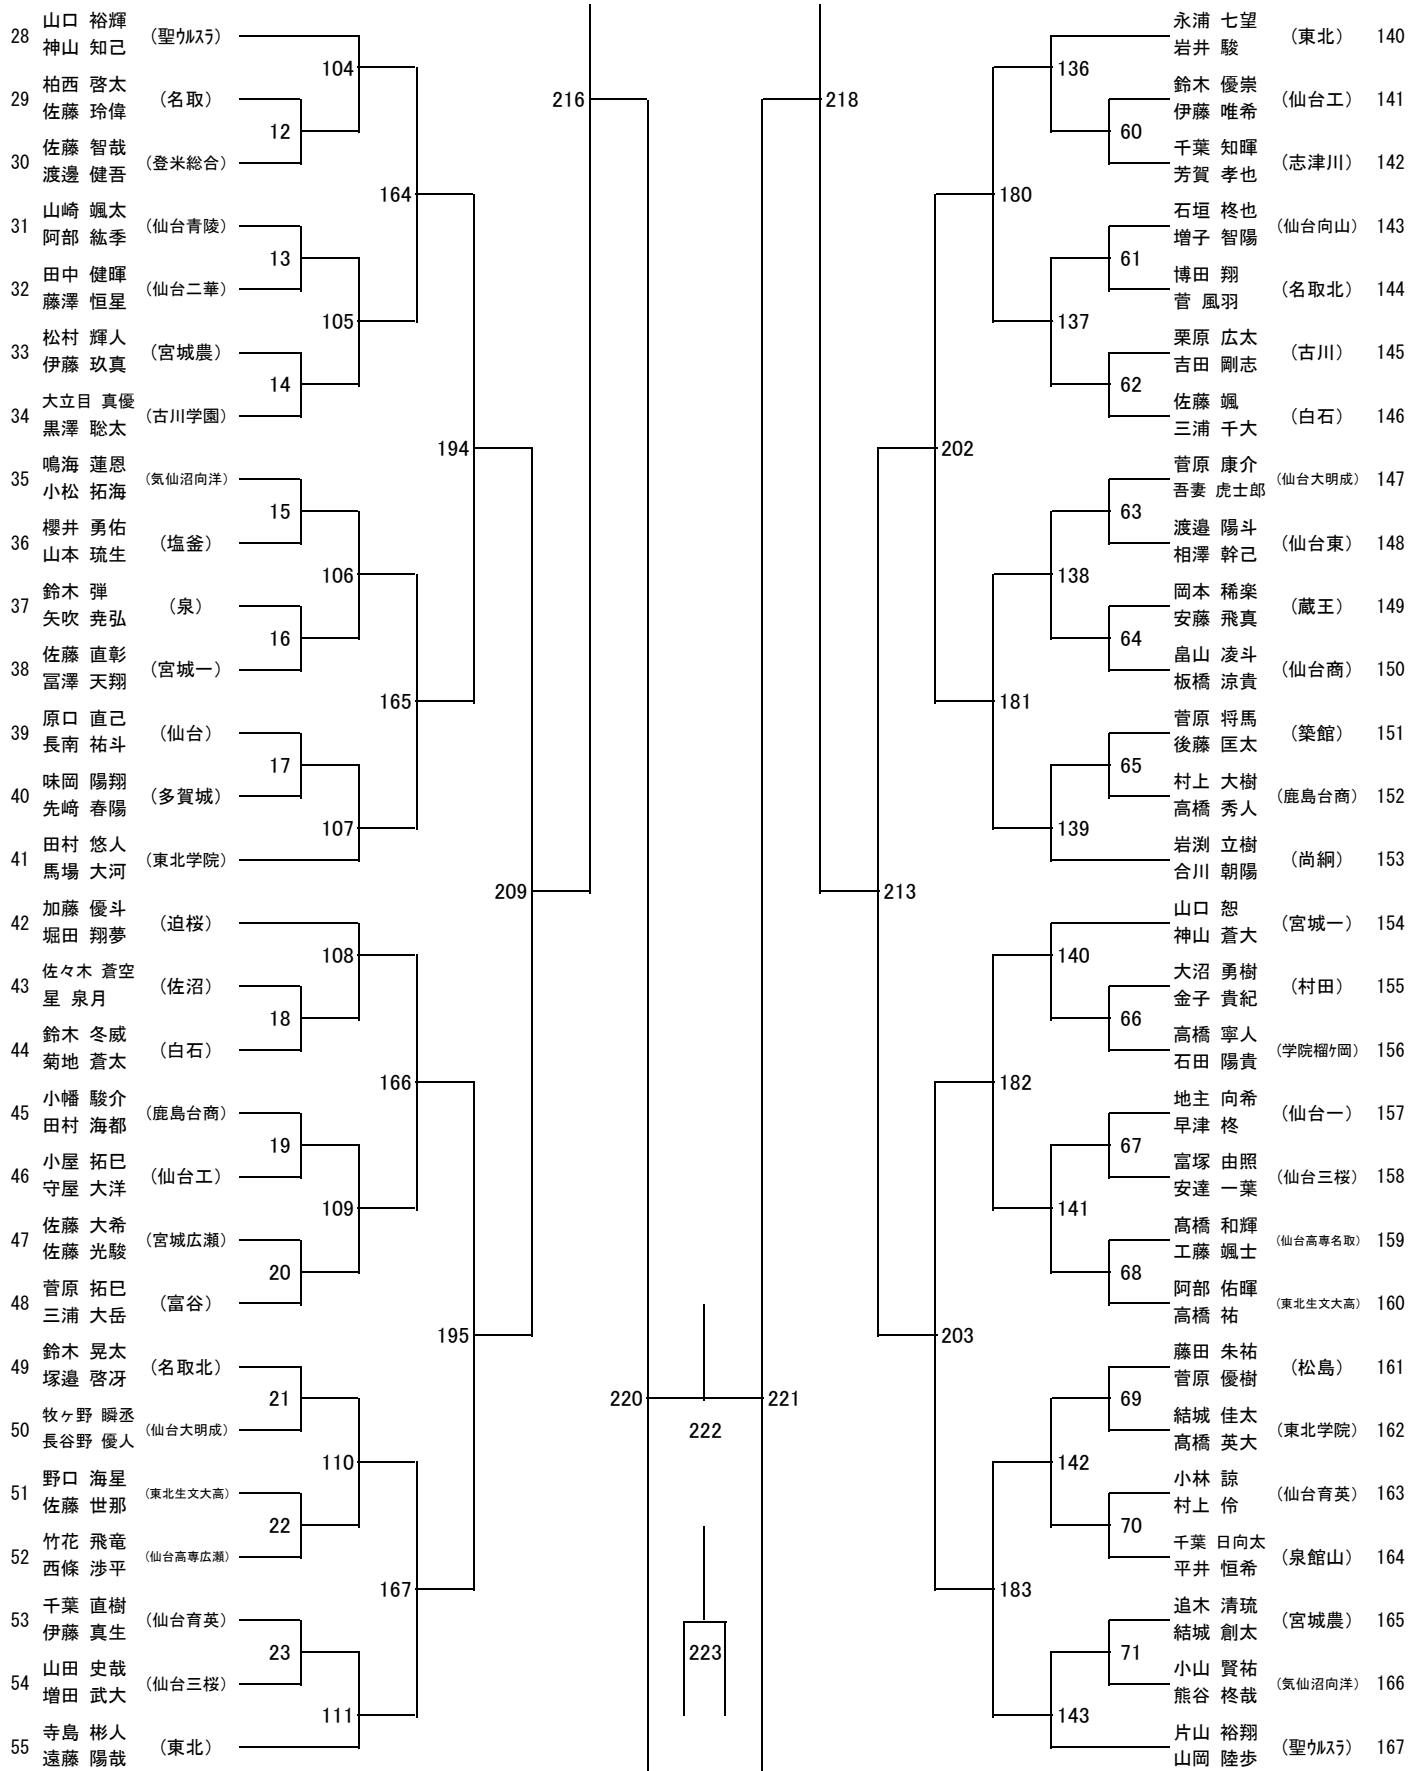 28 山口 裕輝 (聖ウルスラ)
神山 知己
29 柏西 啓太 (名取)
佐藤 玲偉
30 佐藤 智哉 (登米総合)
渡邊 健吾
31 山崎 颯太 (仙台青陵)
阿部 紘季
32 田中 健暉 (仙台二華)
藤澤 恒星
33 松村 輝人 (宮城農)
伊藤 玖真
34 大立目 真優 (古川学園)
黒澤 聡太
35 鳴海 蓮恩 (気仙沼向洋)
小松 拓海
36 櫻井 勇佑 (塩釜)
山本 琉生
37 鈴木 弾 (泉)
矢吹 尭弘
38 佐藤 直彰 (宮城一)
冨澤 天翔
39 原口 直己 (仙台)
長南 祐斗
40 味岡 陽翔 (多賀城)
先﨑 春陽
41 田村 悠人 (東北学院)
馬場 大河
42 加藤 優斗 (迫桜)
堀田 翔夢
43 佐々木 蒼空 (佐沼)
星 泉月
44 鈴木 冬威 (白石)
菊地 蒼太
45 小幡 駿介 (鹿島台商)
田村 海都
46 小屋 拓巳 (仙台工)
守屋 大洋
47 佐藤 大希 (宮城広瀬)
佐藤 光駿
48 菅原 拓巳 (富谷)
三浦 大岳
49 鈴木 晃太 (名取北)
塚邉 啓冴
50 牧ヶ野 瞬丞 (仙台大明成)
長谷野 優人
51 野口 海星 (東北生文大高)
佐藤 世那
52 竹花 飛竜 (仙台高専広瀬)
西條 渉平
53 千葉 直樹 (仙台育英)
伊藤 真生
54 山田 史哉 (仙台三桜)
増田 武大
55 寺島 彬人 (東北)
遠藤 陽哉
12
13
14
15
16
17
18
19
20
21
22
23
104
105
106
107
108
109
110
111
164
165
166
167
194
195
209
216
220
222
223
221
218
213
202
203
180
181
182
183
136
137
138
139
140
141
142
143
60
61
62
63
64
65
66
67
68
69
70
71
永浦 七望 (東北) 140
岩井 駿
鈴木 優崇 (仙台工) 141
伊藤 唯希
千葉 知暉 (志津川) 142
芳賀 孝也
石垣 柊也 (仙台向山) 143
増子 智陽
博田 翔 (名取北) 144
菅 風羽
栗原 広太 (古川) 145
吉田 剛志
佐藤 颯 (白石) 146
三浦 千大
菅原 康介 (仙台大明成) 147
吾妻 虎士郎
渡邉 陽斗 (仙台東) 148
相澤 幹己
岡本 稀楽 (蔵王) 149
安藤 飛真
畠山 凌斗 (仙台商) 150
板橋 涼貴
菅原 将馬 (築館) 151
後藤 匡太
村上 大樹 (鹿島台商) 152
高橋 秀人
岩渕 立樹 (尚絅) 153
合川 朝陽
山口 恕 (宮城一) 154
神山 蒼大
大沼 勇樹 (村田) 155
金子 貴紀
高橋 寧人 (学院榴ケ岡) 156
石田 陽貴
地主 向希 (仙台一) 157
早津 柊
富塚 由照 (仙台三桜) 158
安達 一葉
髙橋 和輝 (仙台高専名取) 159
工藤 颯士
阿部 佑暉 (東北生文大高) 160
高橋 祐
藤田 朱祐 (松島) 161
菅原 優樹
結城 佳太 (東北学院) 162
髙橋 英大
小林 諒 (仙台育英) 163
村上 伶
千葉 日向太 (泉館山) 164
平井 恒希
追木 清琉 (宮城農) 165
結城 創太
小山 賢祐 (気仙沼向洋) 166
熊谷 柊哉
片山 裕翔 (聖ウルスラ) 167
山岡 陸歩